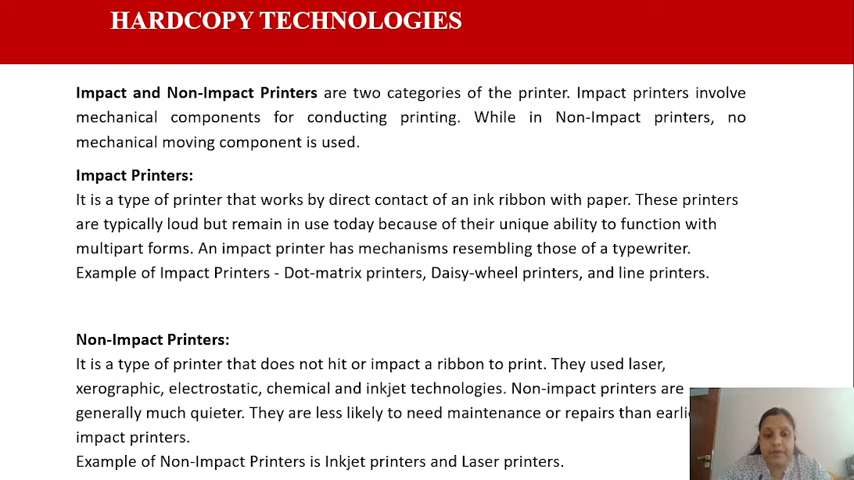 HARDCOPY TECHNOLOGIES
Impact and Non-Impact Printers are two categories of the printer. Impact printers involve
mechanical components for conducting printing. While in Non-Impact printers, no
mechanical moving component is used.
Impact Printers:
It is a type of printer that works by direct contact of an ink ribbon with paper. These printers
are typically loud but remain in use today because of their unique ability to function with
multipart forms. An impact printer has mechanisms resembling those of a typewriter.
Example of Impact Printers - Dot-matrix printers, Daisy-wheel printers, and line printers.
Non-Impact Printers:
It is a type of printer that does not hit or impact a ribbon to print. They used laser,
xerographic, electrostatic, chemical and inkjet technologies. Non-impact printers are
generally much quieter. They are less likely to need maintenance or repairs than
impact printers.
Example of Non-Impact Printers is Inkjet printers and Laser printers.